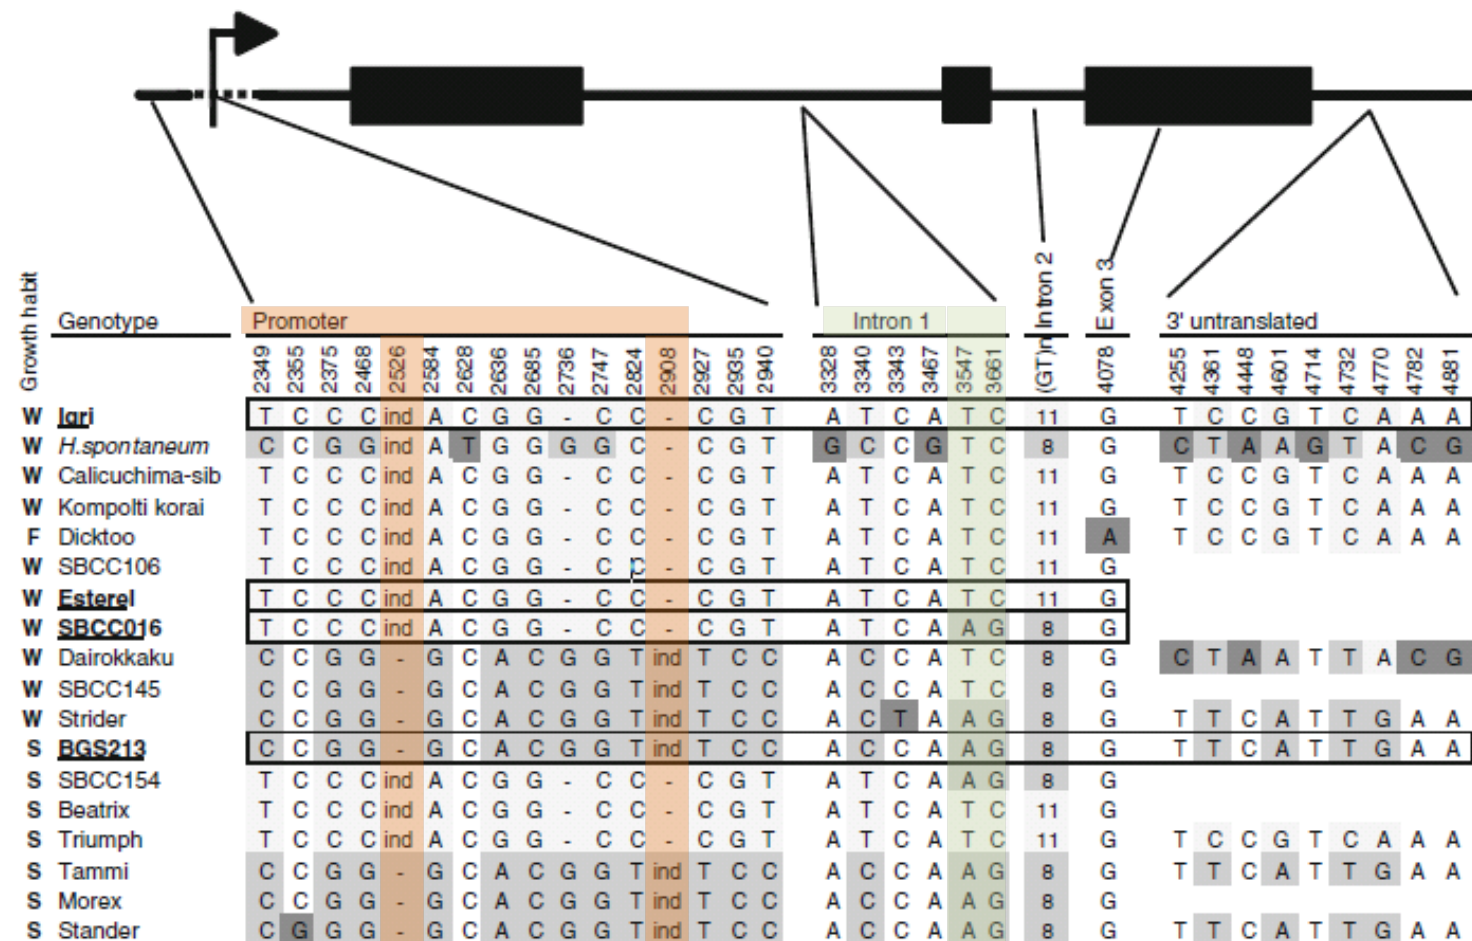 Growth habit Genotype Promoter Intron 1 (GT)n Intron 2 Exon 3 3' untranslated
2349 2355 2375 2468 2526 2584 2628 2636 2685 2736 2747 2824 2908 2927 2935 2940 3328 3340 3343 3467 3547 3661 4078 4255 4361 4448 4601 4714 4732 4770 4782 4881
W Igri T C C C ind A C G G - C C - C G T A T C A T C 11 G T C C G T C A A A
W H.spontaneum C C G G ind A T G G G G C - C G T G C C G T C 8 G C T A A G T A C G
W Calicuchima-sib T C C C ind A C G G - C C - C G T A T C A T C 11 G T C C G T C A A A
W Kompolti korai T C C C ind A C G G - C C - C G T A T C A T C 11 G T C C G T C A A A
F Dicktoo T C C C ind A C G G - C C - C G T A T C A T C 11 A T C C G T C A A A
W SBCC106 T C C C ind A C G G - C C - C G T A T C A T C 11 G
W Esterel T C C C ind A C G G - C C - C G T A T C A T C 11 G
W SBCC016 T C C C ind A C G G - C C - C G T A T C A A G 8 G
W Dairokkaku C C G G - G C A C G G T ind T C C A C C A T C 8 G C T A A T T A C G
W SBCC145 C C G G - G C A C G G T ind T C C A C C A T C 8 G
W Strider C C G G - G C A C G G T ind T C C A C T A A G 8 G T T C A T T G A A
S BGS213 C C G G - G C A C G G T ind T C C A C C A A G 8 G T T C A T T G A A
S SBCC154 T C C C ind A C G G - C C - C G T A T C A A G 8 G
S Beatrix T C C C ind A C G G - C C - C G T A T C A T C 11 G
S Triumph T C C C ind A C G G - C C - C G T A T C A T C 11 G T C C G T C A A A
S Tammi C C G G - G C A C G G T ind T C C A C C A A G 8 G T T C A T T G A A
S Morex C C G G - G C A C G G T ind T C C A C C A A G 8 G
S Stander C G G G - G C A C G G T ind T C C A C C A A G 8 G T T C A T T G A A